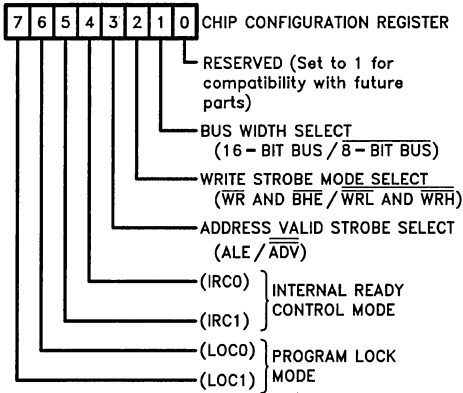 7 6 5 4 3 2 1 0 CHIP CONFIGURATION REGISTER
RESERVED (Set to 1 for
compatibility with future
parts)
BUS WIDTH SELECT
(16-BIT BUS / 8-BIT BUS)
WRITE STROBE MODE SELECT
(WR AND BHE / WRL AND WRH)
ADDRESS VALID STROBE SELECT
(ALE / ADV)
(IRC0)
INTERNAL READY
CONTROL MODE
(IRC1)
(LOC0)
PROGRAM LOCK
MODE
(LOC1)